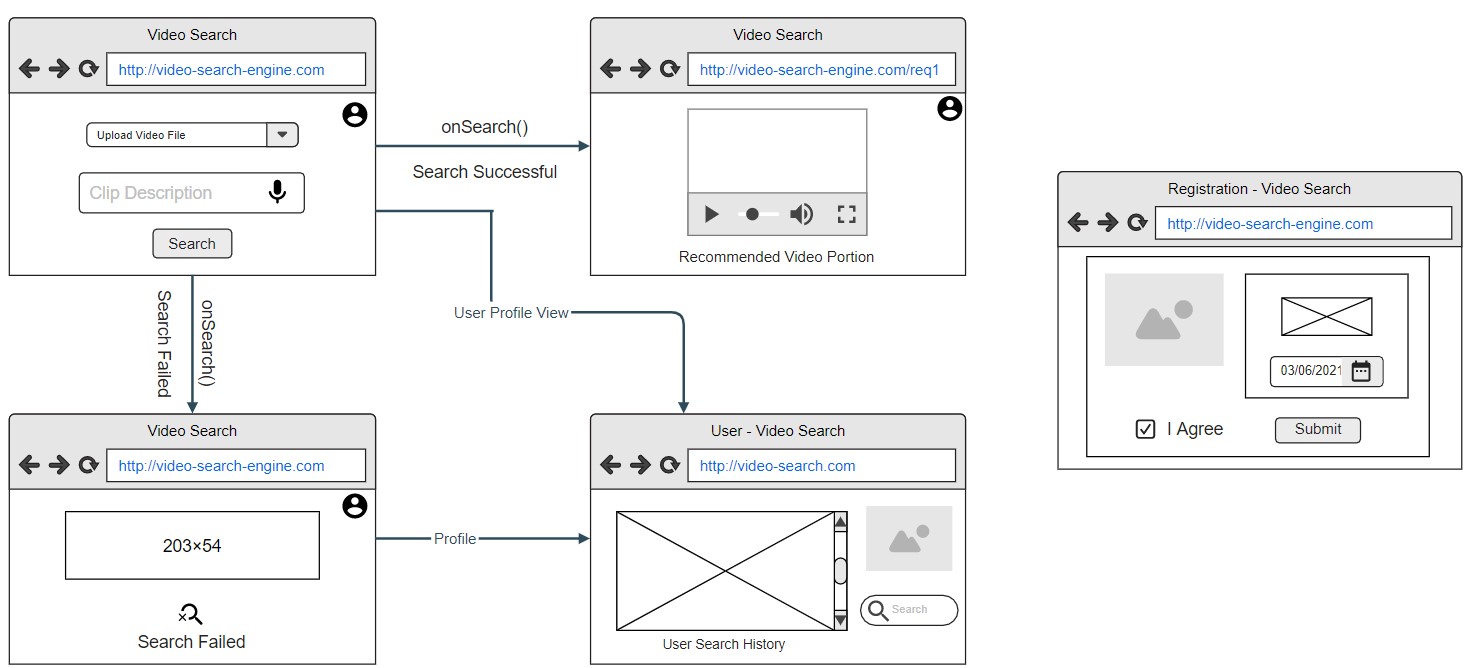 Video Search
http://video-search-engine.com
Upload Video File
Clip Description
Search
onSearch()
Search Successful
Video Search
http://video-search-engine.com/req1
Recommended Video Portion
User Profile View
onSearch()
Search Failed
Video Search
http://video-search-engine.com
203×54
Search Failed
Profile
User - Video Search
http://video-search.com
Search
User Search History
Registration - Video Search
http://video-search-engine.com
03/06/2021
I Agree
Submit